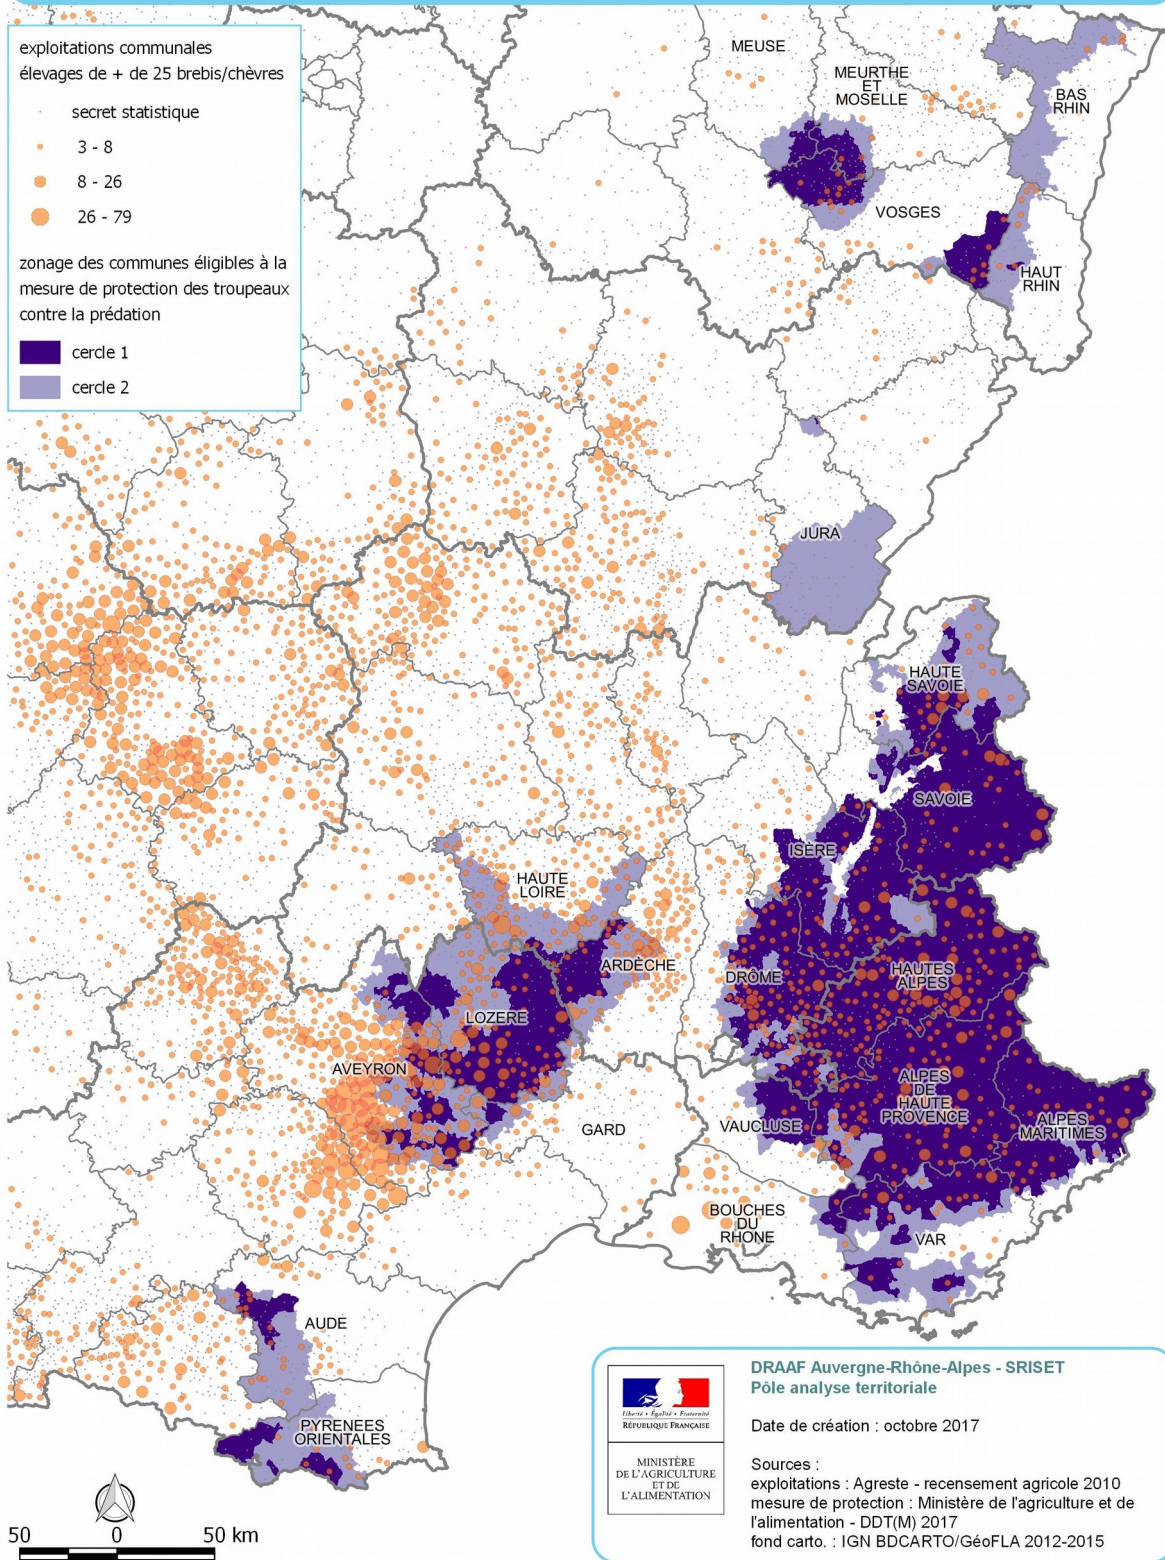 exploitations communales
élevages de + de 25 brebis/chèvres
secret statistique
3 - 8
8 - 26
26 - 79
zonage des communes éligibles à la
mesure de protection des troupeaux
contre la prédation
cercle 1
cercle 2
MEUSE
MEURTHE
ET
MOSELLE
BAS
RHIN
VOSGES
HAUT
RHIN
JURA
HAUTE
SAVOIE
SAVOIE
ISÈRE
HAUTE
LOIRE
ARDÈCHE
DRÔME
HAUTES
ALPES
LOZERE
AVEYRON
ALPES
DE
HAUTE
PROVENCE
ALPES
MARITIMES
GARD
VAUCLUSE
BOUCHES
DU
RHONE
VAR
AUDE
PYRENEES
ORIENTALES
50 0 50 km
Liberté • Égalité • Fraternité
RÉPUBLIQUE FRANÇAISE
MINISTÈRE
DE L'AGRICULTURE
ET DE
L'ALIMENTATION
DRAAF Auvergne-Rhône-Alpes - SRISET
Pôle analyse territoriale
Date de création : octobre 2017
Sources :
exploitations : Agreste - recensement agricole 2010
mesure de protection : Ministère de l'agriculture et de
l'alimentation - DDT(M) 2017
fond carto. : IGN BDCARTO/GéoFLA 2012-2015